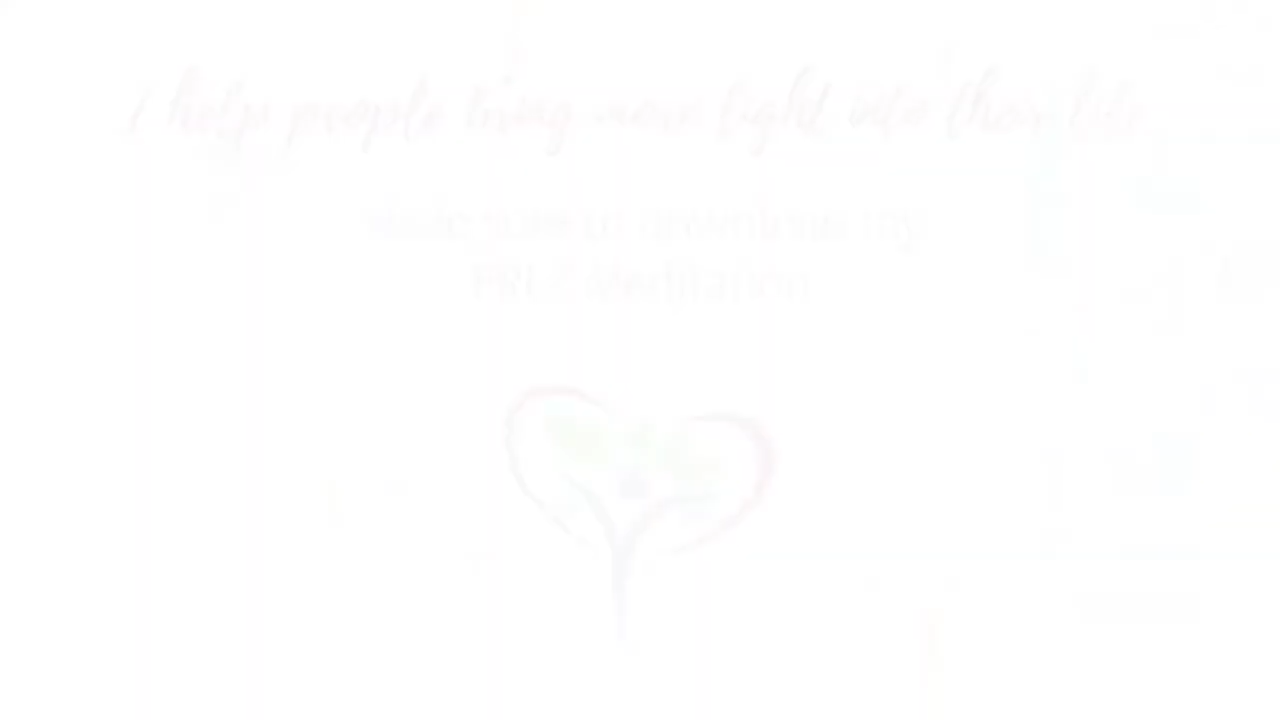 I help people bring more light into their life
Make sure to download my
FREE Meditation